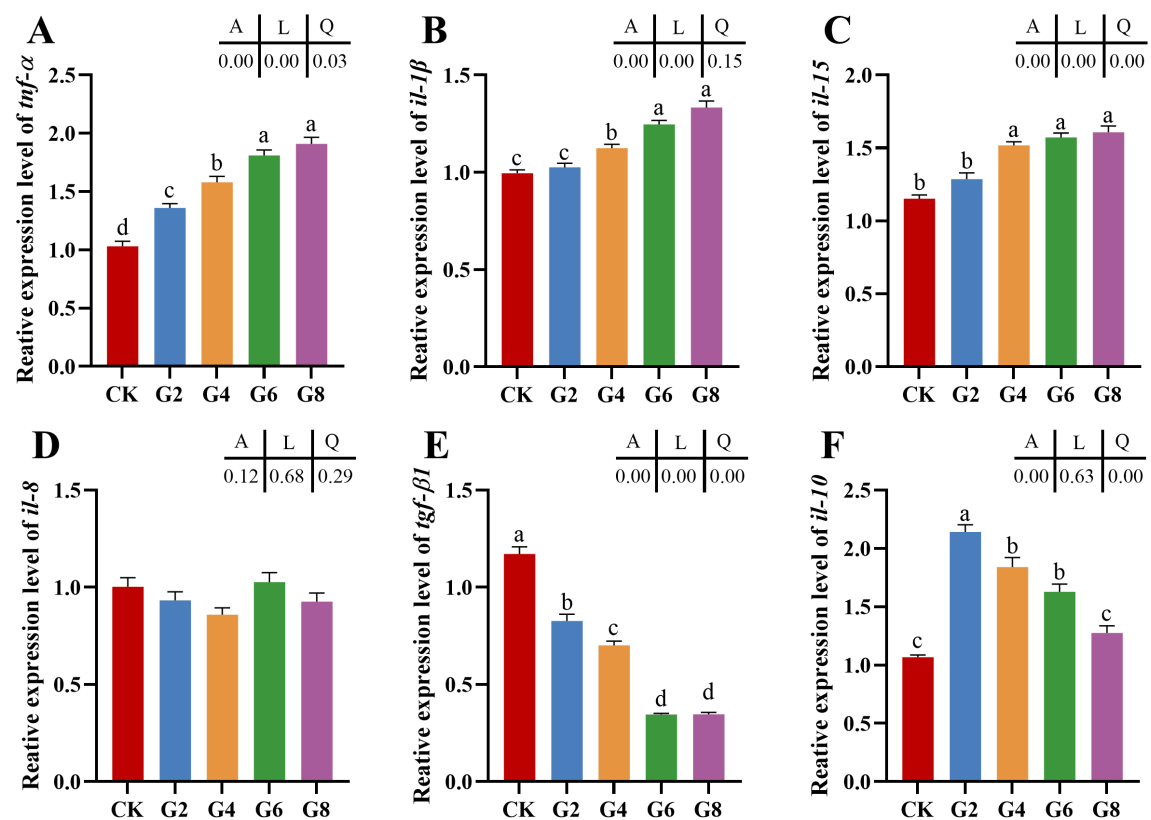 A
A L Q
0.00 0.00 0.03
Reative expression level of tnf-α
2.5
2.0
1.5
1.0
0.5
0.0
d c b a a
CK G2 G4 G6 G8
B
A L Q
0.00 0.00 0.15
Reative expression level of il-1β
1.5
1.0
0.5
0.0
c c b a a
CK G2 G4 G6 G8
C
A L Q
0.00 0.00 0.00
Reative expression level of il-15
2.0
1.5
1.0
0.5
0.0
b b a a a
CK G2 G4 G6 G8
D
A L Q
0.12 0.68 0.29
Reative expression level of il-8
1.5
1.0
0.5
0.0
CK G2 G4 G6 G8
E
A L Q
0.00 0.00 0.00
Reative expression level of tgf-β1
1.5
1.0
0.5
0.0
a b c d d
CK G2 G4 G6 G8
F
A L Q
0.00 0.63 0.00
Reative expression level of il-10
2.5
2.0
1.5
1.0
0.5
0.0
c a b b c
CK G2 G4 G6 G8